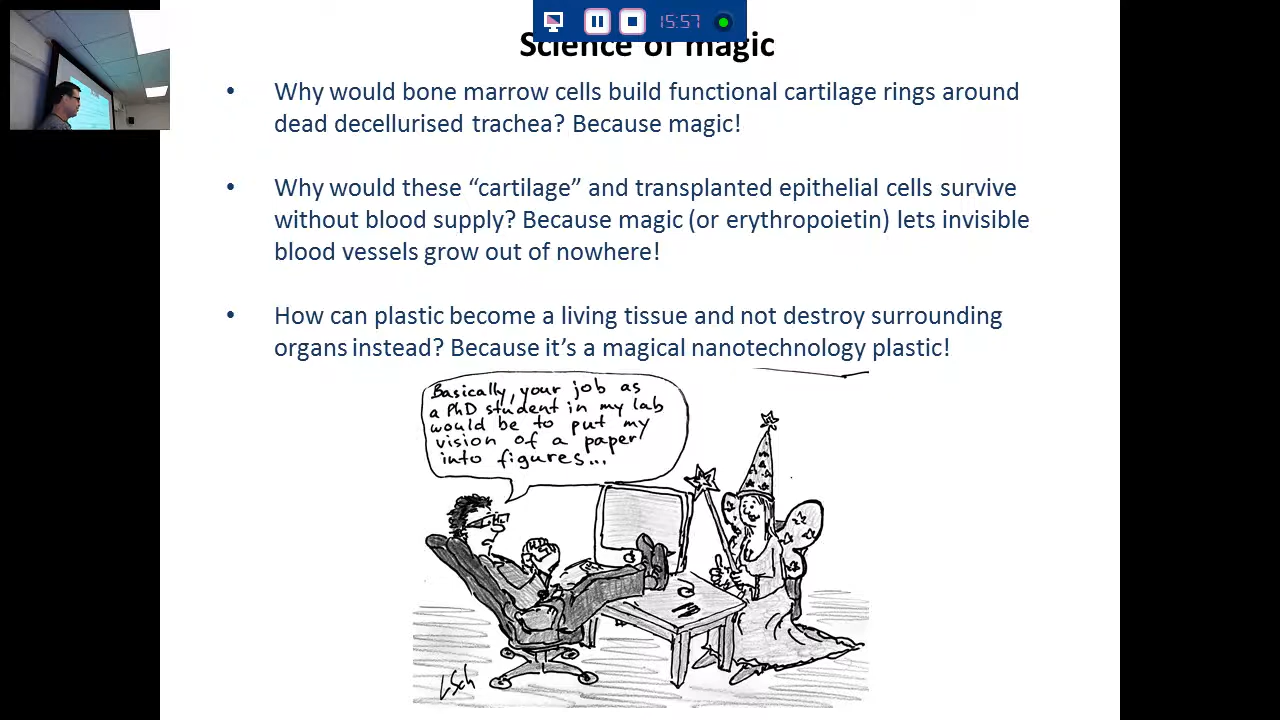 15:57
Science of magic
• Why would bone marrow cells build functional cartilage rings around
dead decellurised trachea? Because magic!
• Why would these “cartilage” and transplanted epithelial cells survive
without blood supply? Because magic (or erythropoietin) lets invisible
blood vessels grow out of nowhere!
• How can plastic become a living tissue and not destroy surrounding
organs instead? Because it’s a magical nanotechnology plastic!
Basically, your job as
a PhD student in my lab
would be to put my
vision of a paper
into figures...